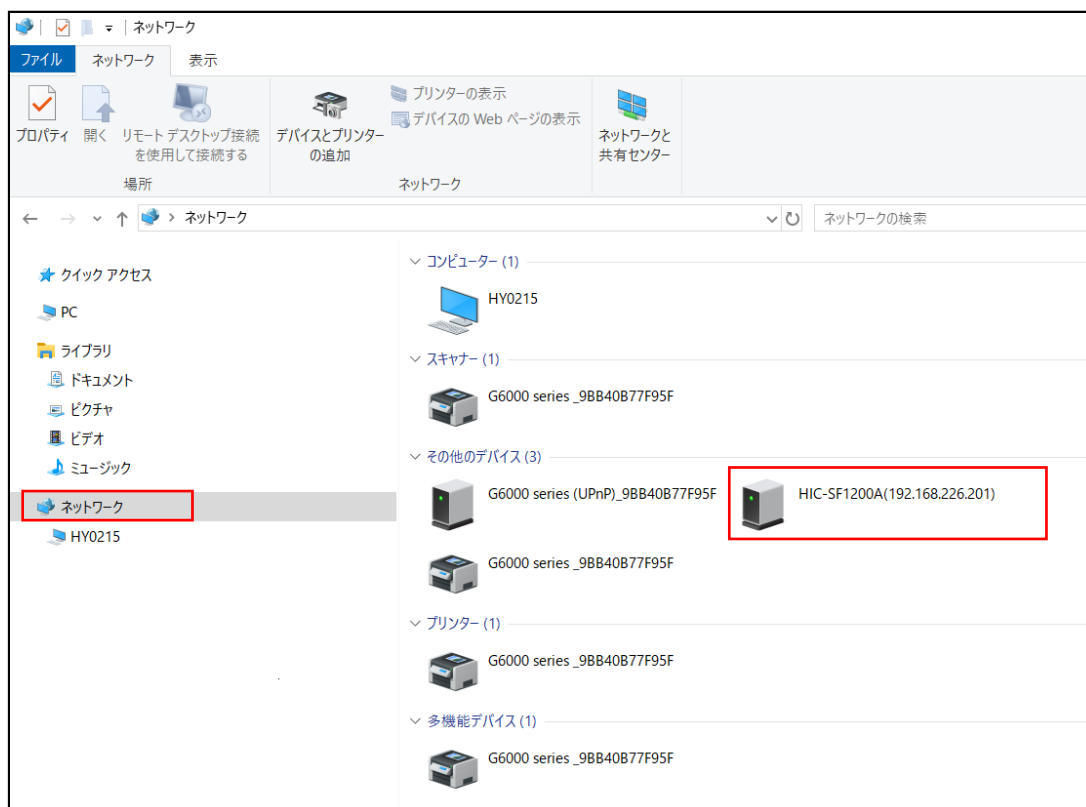 ネットワーク
ファイル ネットワーク 表示
プロパティ 開く リモート デスクトップ接続
を使用して接続する
デバイスとプリンター
の追加
プリンターの表示
デバイスの Web ページの表示
ネットワークと
共有センター
場所 ネットワーク
ネットワーク
ネットワークの検索
クイック アクセス
PC
ライブラリ
ドキュメント
ピクチャ
ビデオ
ミュージック
ネットワーク
HY0215
コンピューター (1)
HY0215
スキャナー (1)
G6000 series _9BB40B77F95F
その他のデバイス (3)
G6000 series (UPnP)_9BB40B77F95F HIC-SF1200A(192.168.226.201)
G6000 series _9BB40B77F95F
プリンター (1)
G6000 series _9BB40B77F95F
多機能デバイス (1)
G6000 series _9BB40B77F95F